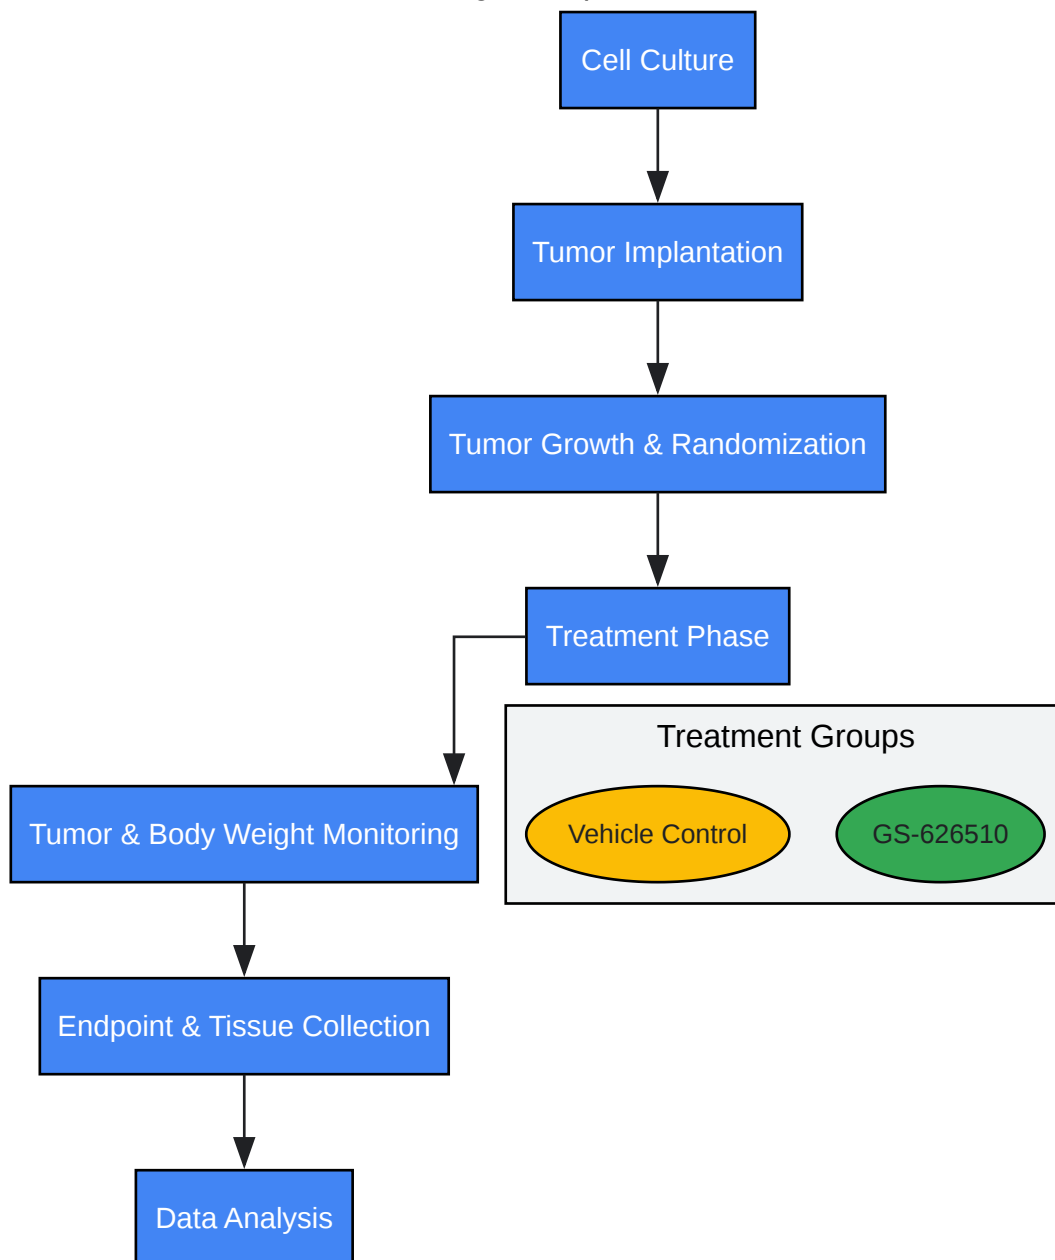 Cell Culture
Tumor Implantation
Tumor Growth & Randomization
Treatment Phase
Treatment Groups
Tumor & Body Weight Monitoring
Vehicle Control
GS-626510
Endpoint & Tissue Collection
Data Analysis